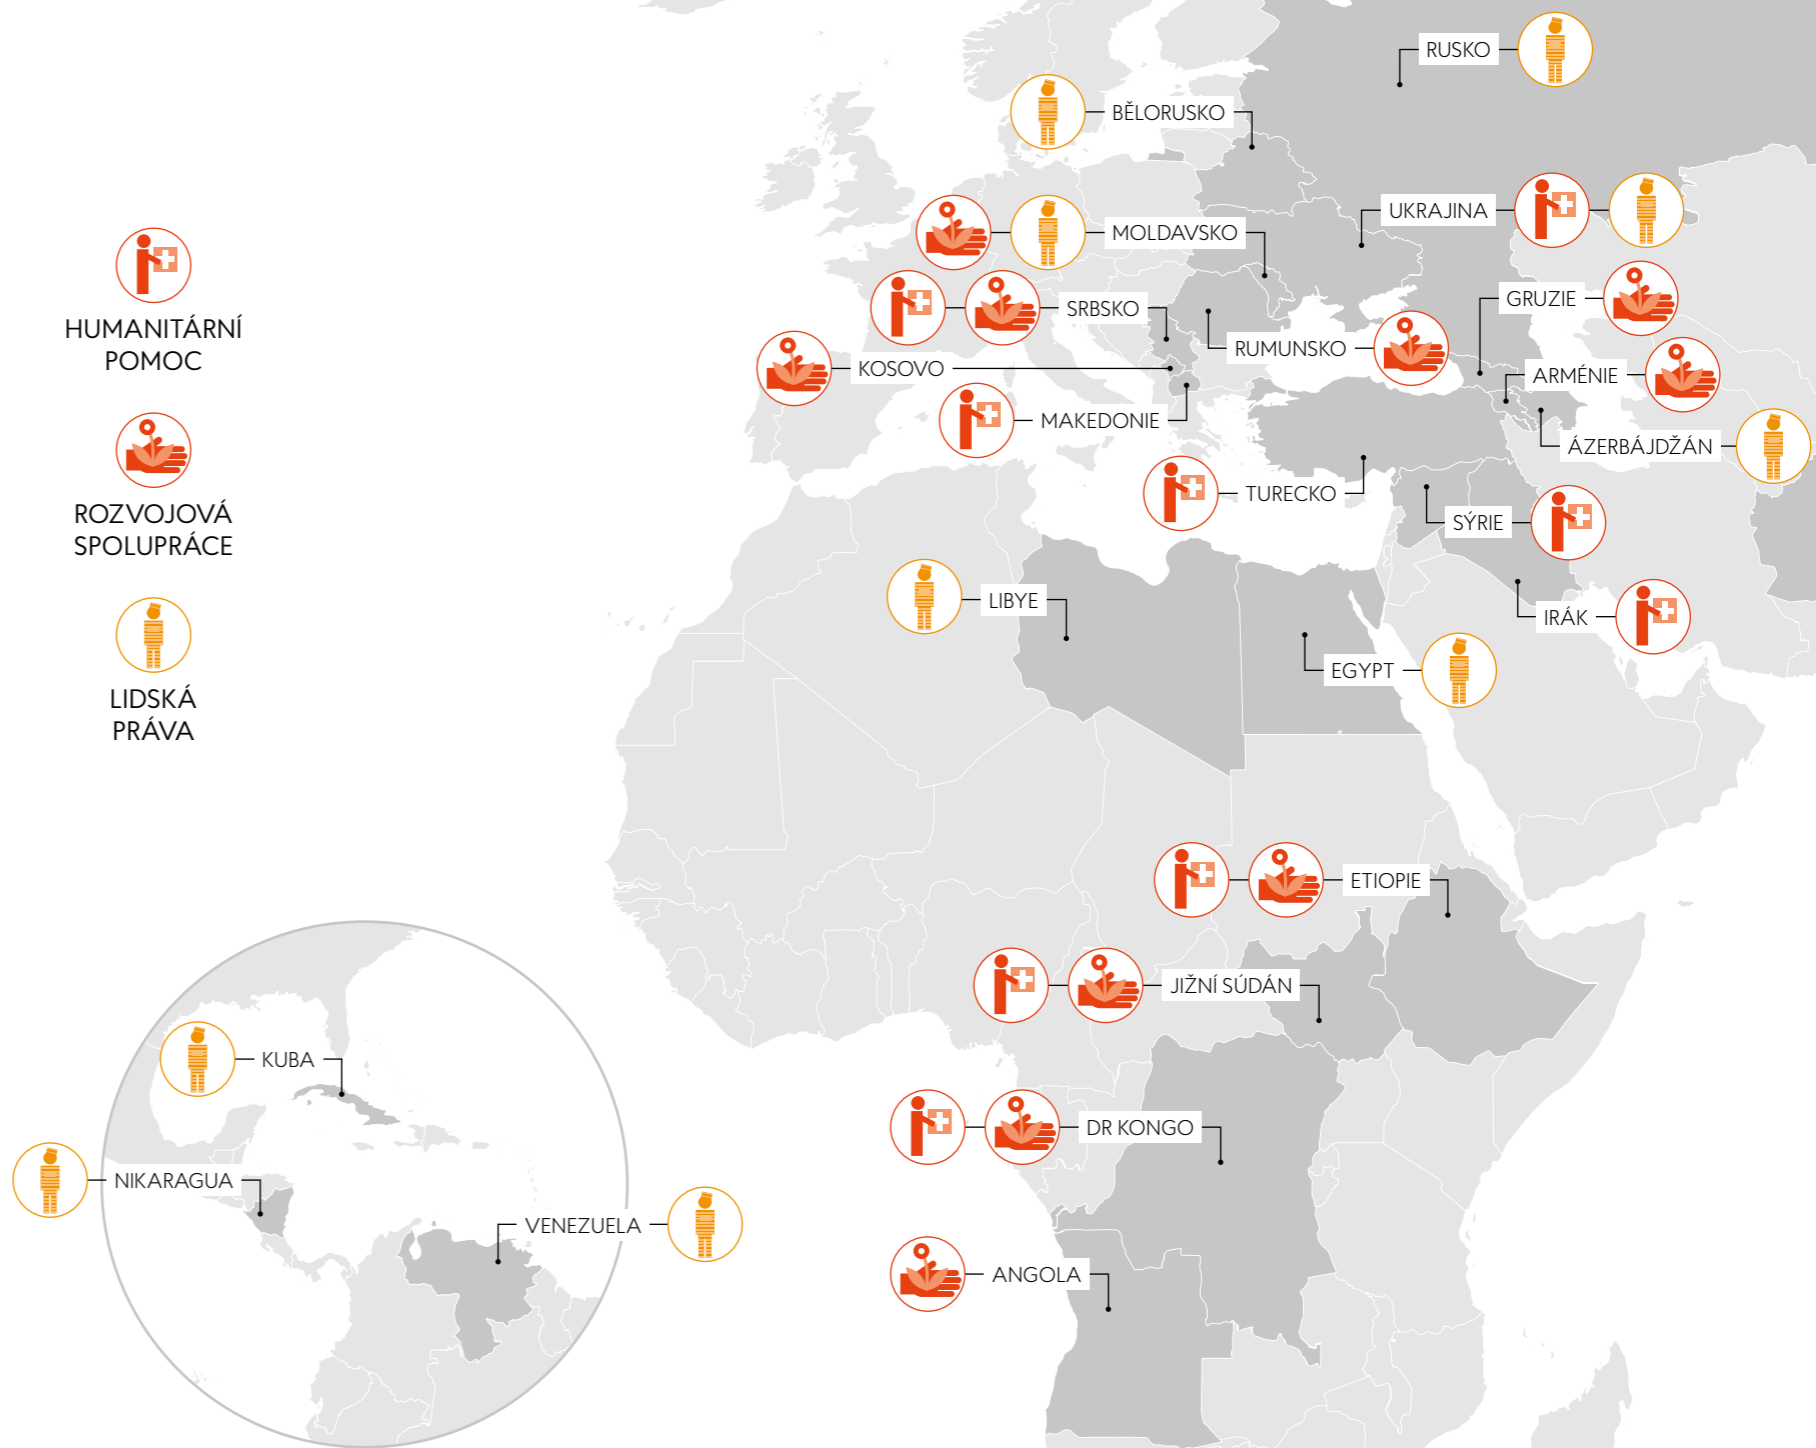 HUMANITÁRNÍ
POMOC
ROZVOJOVÁ
SPOLUPRÁCE
LIDSKÁ
PRÁVA
RUSKO
BĚLORUSKO
UKRAJINA
MOLDAVSKO
GRUZIE
SRBSKO
RUMUNSKO
KOSOVO
ARMÉNIE
MAKEDONIE
ÁZERBÁJDŽÁN
TURECKO
SÝRIE
LIBYE
IRÁK
EGYPT
ETIOPIE
JIŽNÍ SÚDÁN
KUBA
DR KONGO
NIKARAGUA
VENEZUELA
ANGOLA